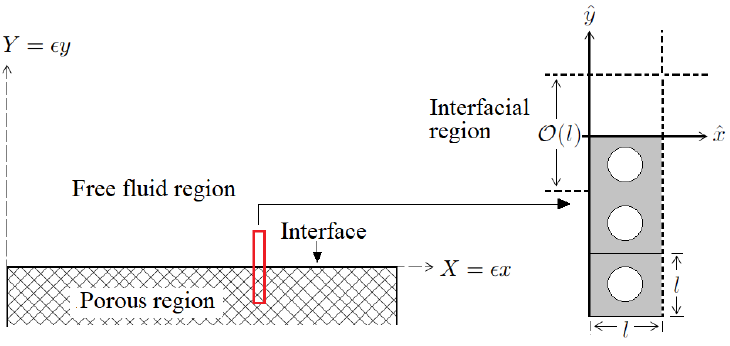 Y = ϵy
Free fluid region
Interface
X = ϵx
Porous region
ŷ
Interfacial
region
𝒪(l)
x̂
l
l